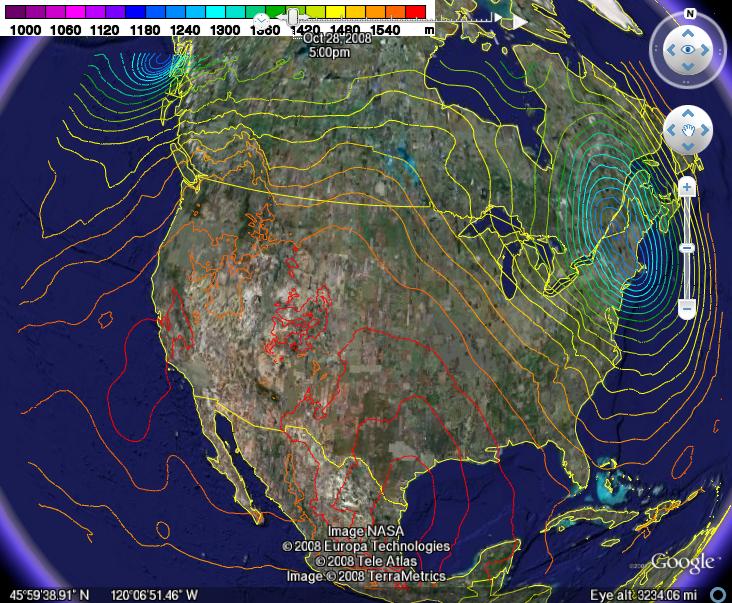 1000 1060 1120 1180 1240 1300 1360 1420 1480 1540 m
Oct 28, 2008
5:00pm
N
Image NASA
© 2008 Europa Technologies
© 2008 Tele Atlas
Image © 2008 TerraMetrics
©2008 Google
45°59'38.91" N 120°06'51.46" W
Eye alt 3234.06 mi